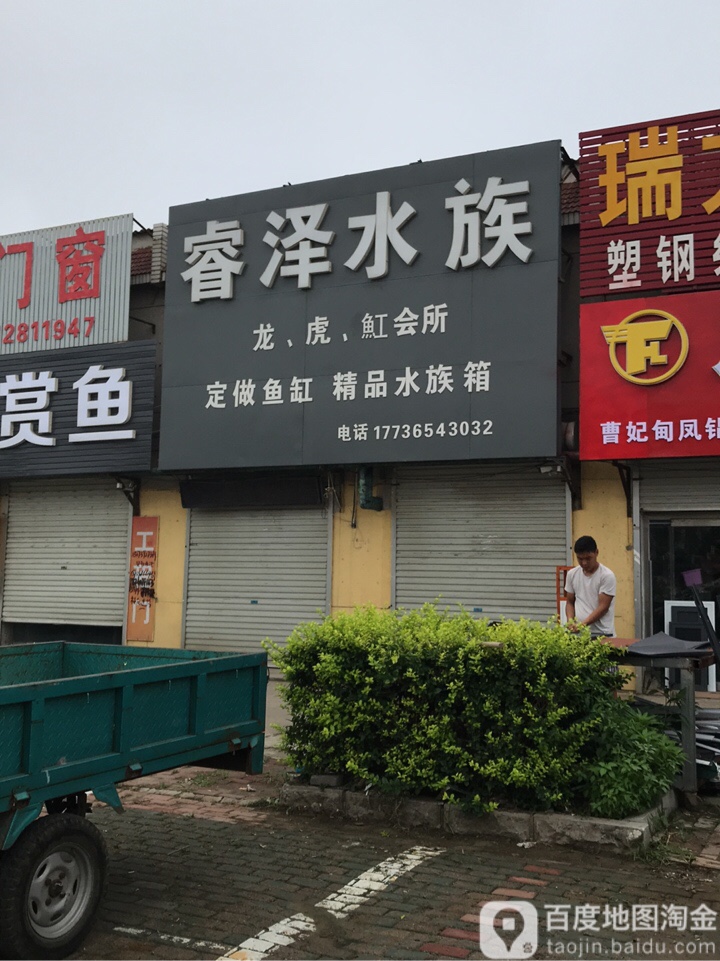 门窗
2811947
赏鱼
睿泽水族
龙、虎、魟会所
定做鱼缸 精品水族箱
电话 17736543032
瑞
塑钢
曹妃甸凤
百度地图淘金
taojin.baidu.com